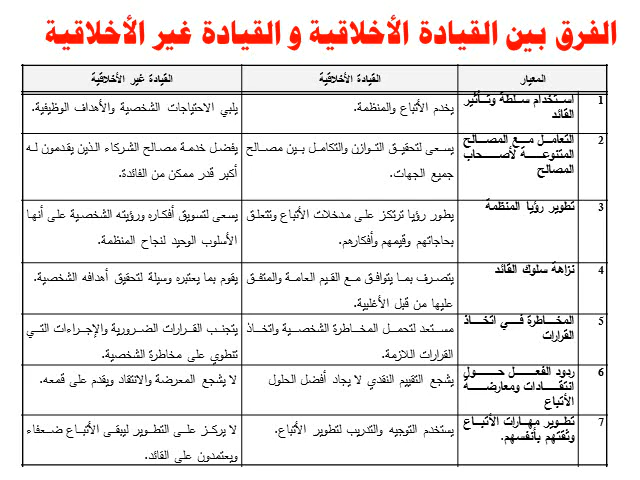 الفرق بين القيادة الأخلاقية و القيادة غير الأخلاقية
المعيار القيادة الأخلاقية القيادة غير الأخلاقية
1 استخدام سلطة وتأثير القائد يخدم الأتباع والمنظمة. يلبي الاحتياجات الشخصية والأهداف الوظيفية.
2 التعامل مع المصالح
المتنوعة لأصحاب
المصالح
يسعى لتحقيق التوازن والتكامل بين مصالح
جميع الجهات.
يفضل خدمة مصالح الشركاء الذين يقدمون له
أكبر قدر ممكن من الفائدة.
3 تطوير رؤيا المنظمة
يطور رؤيا ترتكز على مدخلات الأتباع وتتعلق
بحاجاتهم وقيمهم وأفكارهم.
يسعى لتسويق أفكاره ورؤيته الشخصية على أنها
الأسلوب الوحيد لنجاح المنظمة.
4 نزاهة سلوك القائد
يتصرف بما يتوافق مع القيم العامة والمتفق
عليها من قبل الأغلبية.
يقوم بما يعتبره وسيلة لتحقيق أهدافه الشخصية.
5 المخاطرة في اتخاذ
القرارات
مستعد لتحمل المخاطرة الشخصية واتخاذ
القرارات اللازمة.
يتجنب القرارات الضرورية والإجراءات التي
تنطوي على مخاطرة الشخصية.
6 ردود الفعل حول
انتقادات ومعارضة
الأتباع
يشجع التقييم النقدي لا يجاد أفضل الحلول
لا يشجع المعرضة والانتقاد ويقدم على قمعه.
7 تطوير مهارات الأتباع
وثقتهم بأنفسهم.
يستخدم التوجيه والتدريب لتطوير الأتباع.
لا يركز على التطوير ليبقى الأتباع ضعفاء
ويعتمدون على القائد.